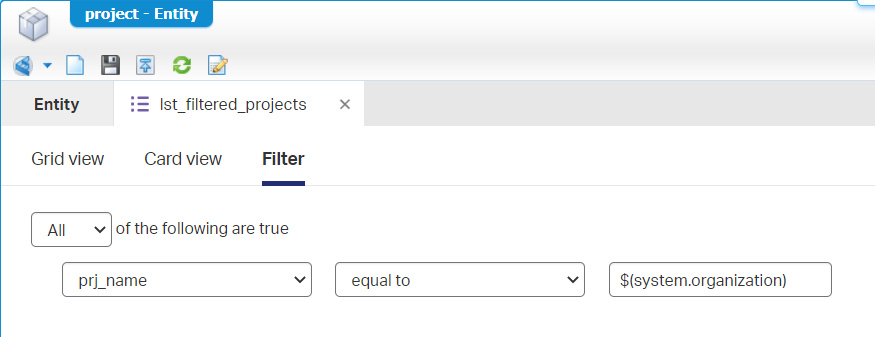 project - Entity
Entity lst_filtered_projects
Grid view Card view Filter
All of the following are true
prj_name equal to $(system.organization)